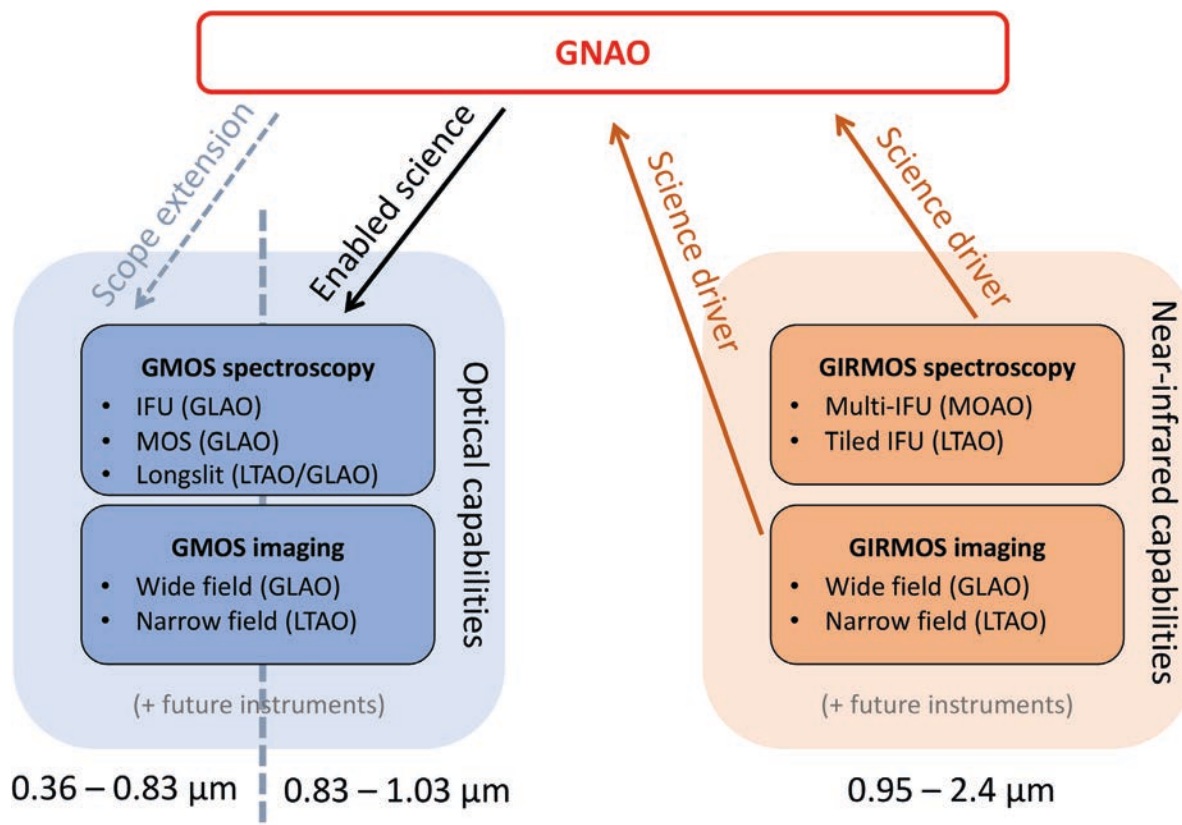 GNAO
Scope extension
Enabled science
Science driver
Science driver
GMOS spectroscopy
• IFU (GLAO)
• MOS (GLAO)
• Longslit (LTAO/GLAO)
GMOS imaging
• Wide field (GLAO)
• Narrow field (LTAO)
(+ future instruments)
Optical capabilities
GIRMOS spectroscopy
• Multi-IFU (MOAO)
• Tiled IFU (LTAO)
GIRMOS imaging
• Wide field (GLAO)
• Narrow field (LTAO)
(+ future instruments)
Near-infrared capabilities
0.36 – 0.83 μm
0.83 – 1.03 μm
0.95 – 2.4 μm